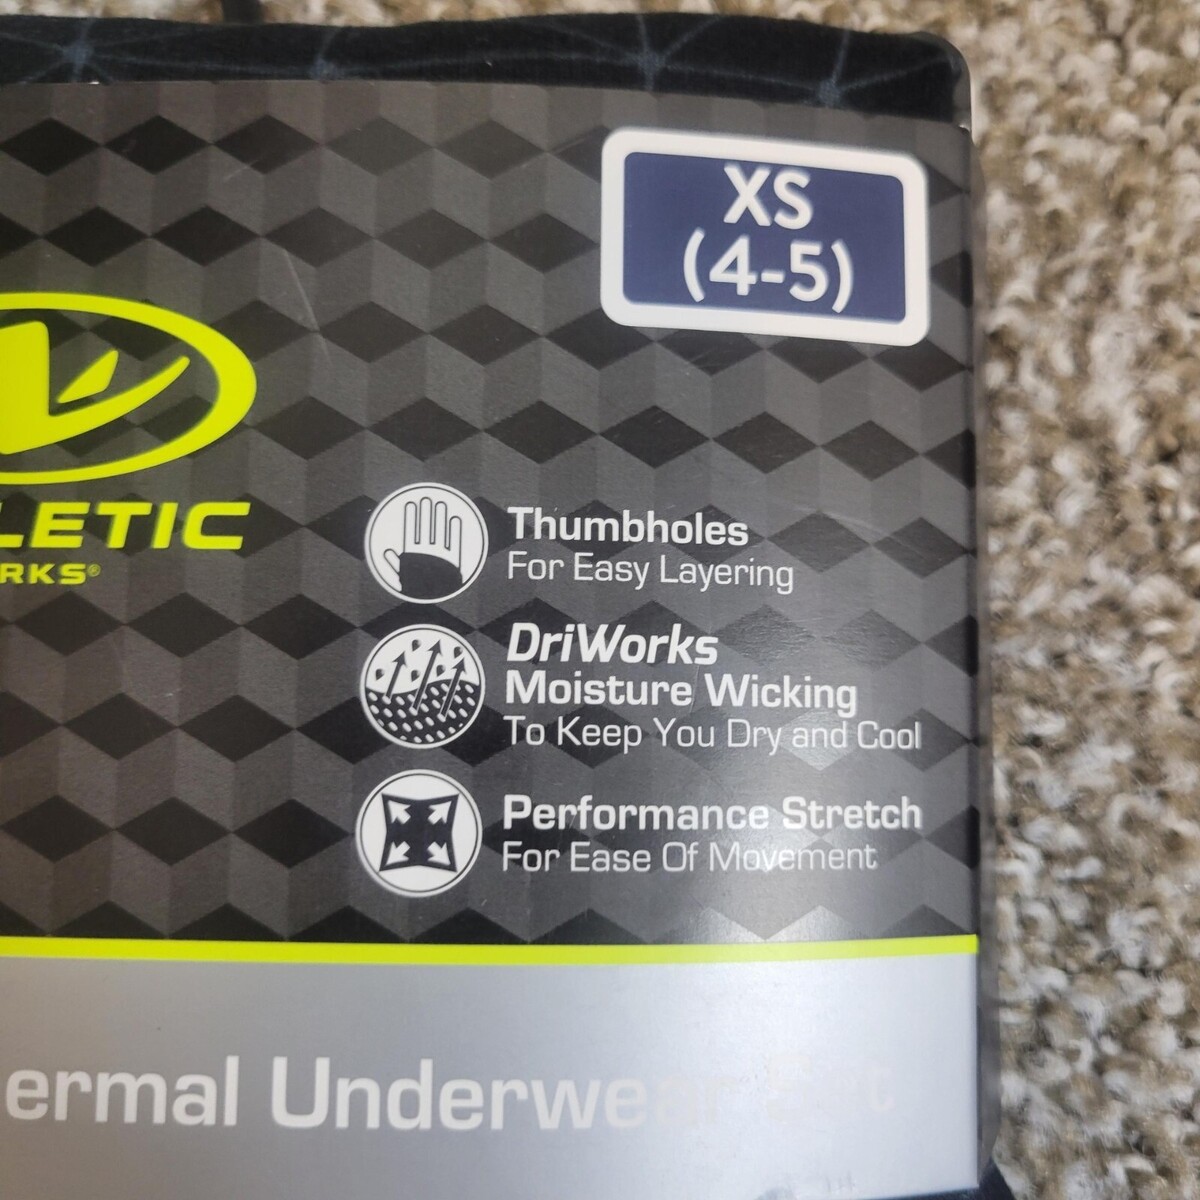 XS
(4-5)
LETIC
RKS®
Thumbholes
For Easy Layering
DriWorks
Moisture Wicking
To Keep You Dry and Cool
Performance Stretch
For Ease Of Movement
ermal Underwear